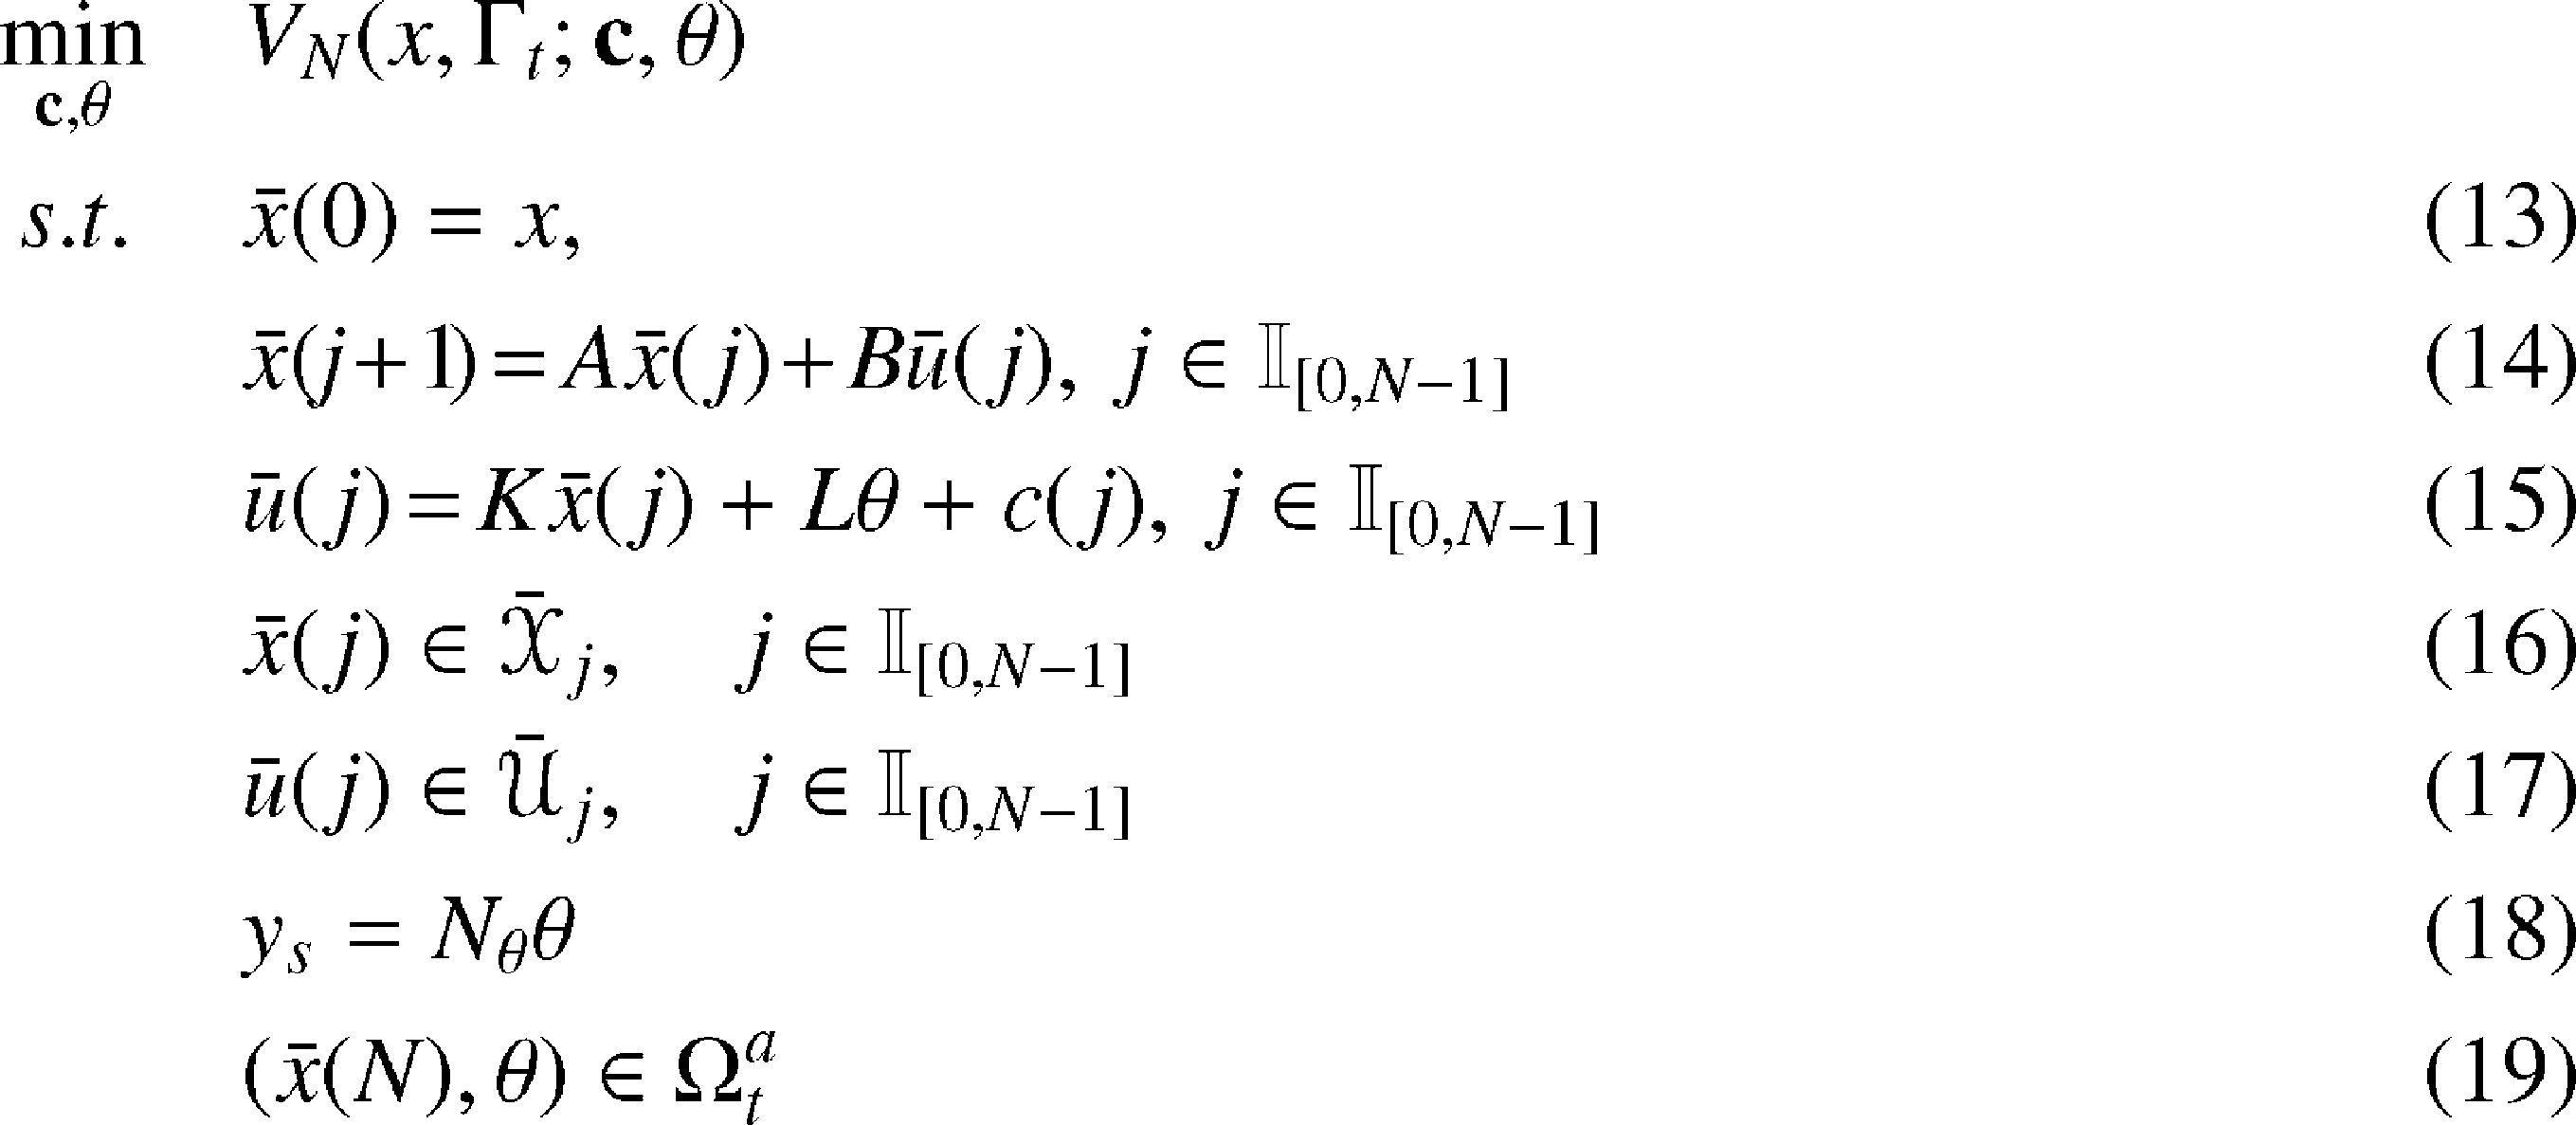 min V_N(x, Γ_t; 𝐜, θ)
𝐜,θ
s.t. x̄(0) = x, (13)
x̄(j+1)=Ax̄(j)+Bū(j), j ∈ 𝕀_[0,N−1] (14)
ū(j)=Kx̄(j) + Lθ + c(j), j ∈ 𝕀_[0,N−1] (15)
x̄(j) ∈ 𝒳̄_j, j ∈ 𝕀_[0,N−1] (16)
ū(j) ∈ 𝒰̄_j, j ∈ 𝕀_[0,N−1] (17)
y_s = N_θθ (18)
(x̄(N), θ) ∈ Ω_t^a (19)